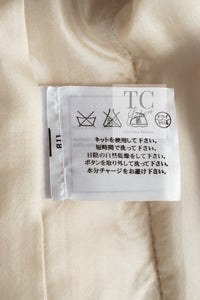 TC
ネットを使用して下さい。
短時間で洗って下さい。
日陰の自然乾燥をして下さい。
ボタンを取り外して洗って下さい。
水分チャージをお避け下さい。